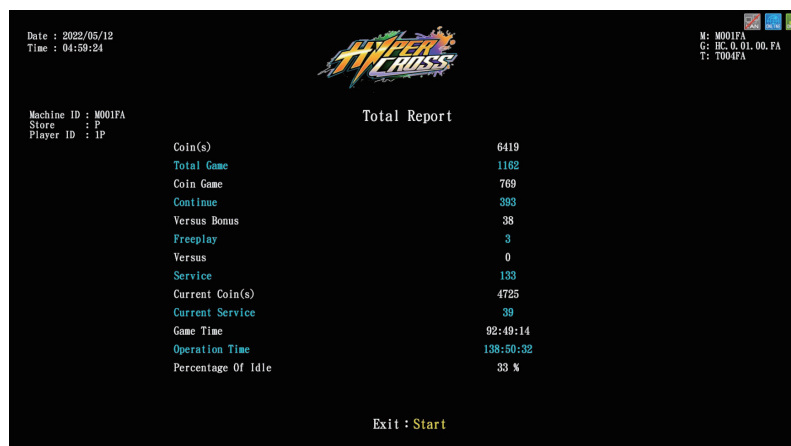 Date : 2022/05/12
Time : 04:59:24
HYPER
CROSS
M: M001FA
G: HC.0.01.00.FA
T: T004FA
Machine ID : M001FA
Store : P
Player ID : 1P
Total Report
Coin(s) 6419
Total Game 1162
Coin Game 769
Continue 393
Versus Bonus 38
Freeplay 3
Versus 0
Service 133
Current Coin(s) 4725
Current Service 39
Game Time 92:49:14
Operation Time 138:50:32
Percentage Of Idle 33 %
Exit：Start